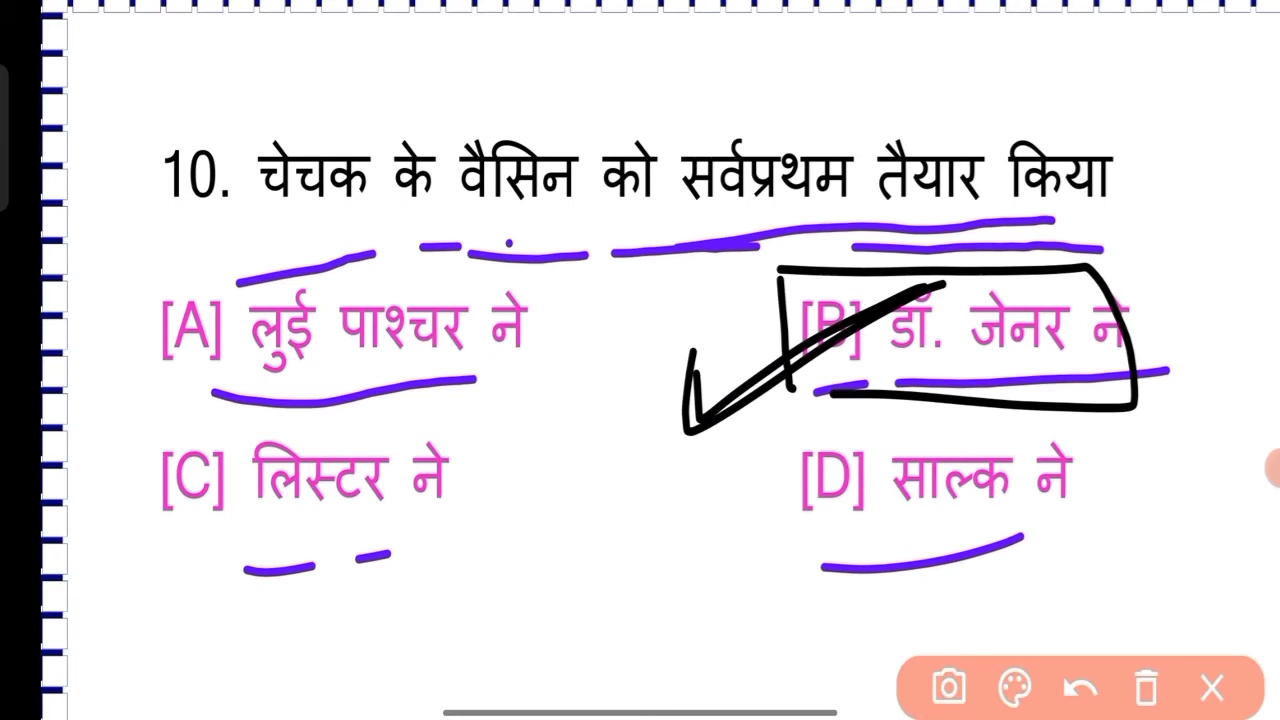 10. चेचक के वैसिन को सर्वप्रथम तैयार किया
[A] लुई पाश्चर ने [B] डॉ. जेनर ने
[C] लिस्टर ने [D] साल्क ने